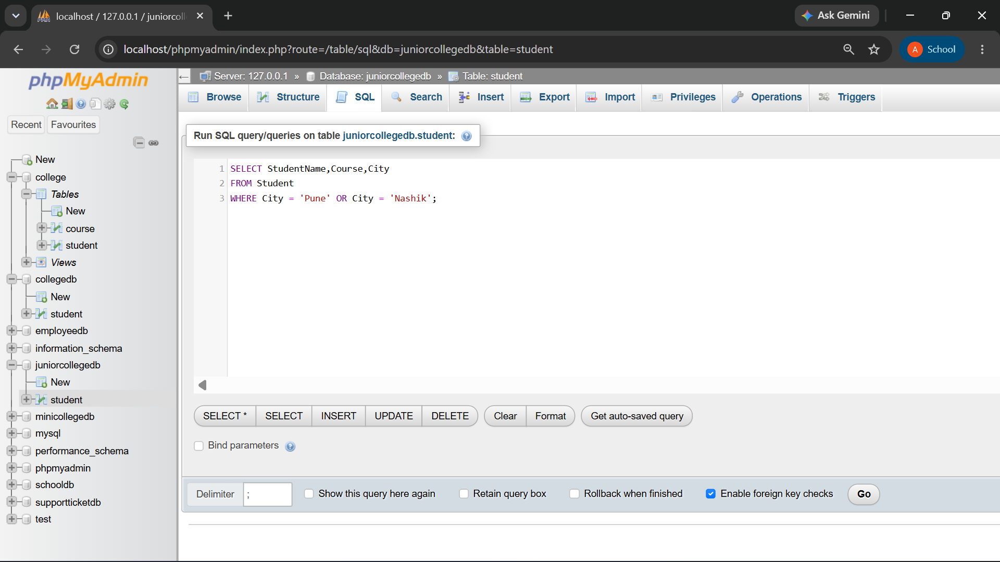 localhost / 127.0.0.1 / juniorcoll
Ask Gemini
localhost/phpmyadmin/index.php?route=/table/sql&db=juniorcollegedb&table=student
A School
phpMyAdmin
Recent Favourites
New
college
Tables
New
course
student
Views
collegedb
New
student
employeedb
information_schema
juniorcollegedb
New
student
minicollegedb
mysql
performance_schema
phpmyadmin
schooldb
supportticketdb
test
Server: 127.0.0.1 » Database: juniorcollegedb » Table: student
Browse Structure SQL Search Insert Export Import Privileges Operations Triggers
Run SQL query/queries on table juniorcollegedb.student:
1 SELECT StudentName,Course,City
2 FROM Student
3 WHERE City = 'Pune' OR City = 'Nashik';
SELECT * SELECT INSERT UPDATE DELETE Clear Format Get auto-saved query
Bind parameters
Delimiter ; Show this query here again Retain query box Rollback when finished Enable foreign key checks Go